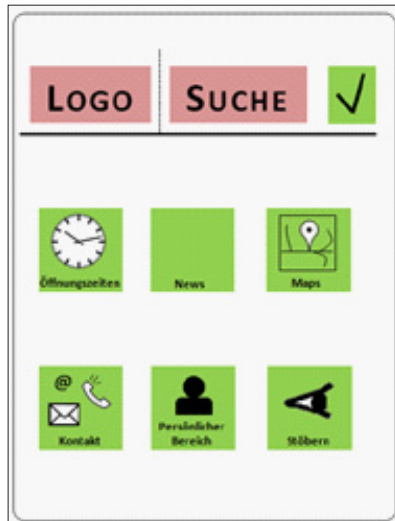 LOGO SUCHE
Öffnungszeiten News Maps
@
Kontakt Persönlicher Bereich Stöbern